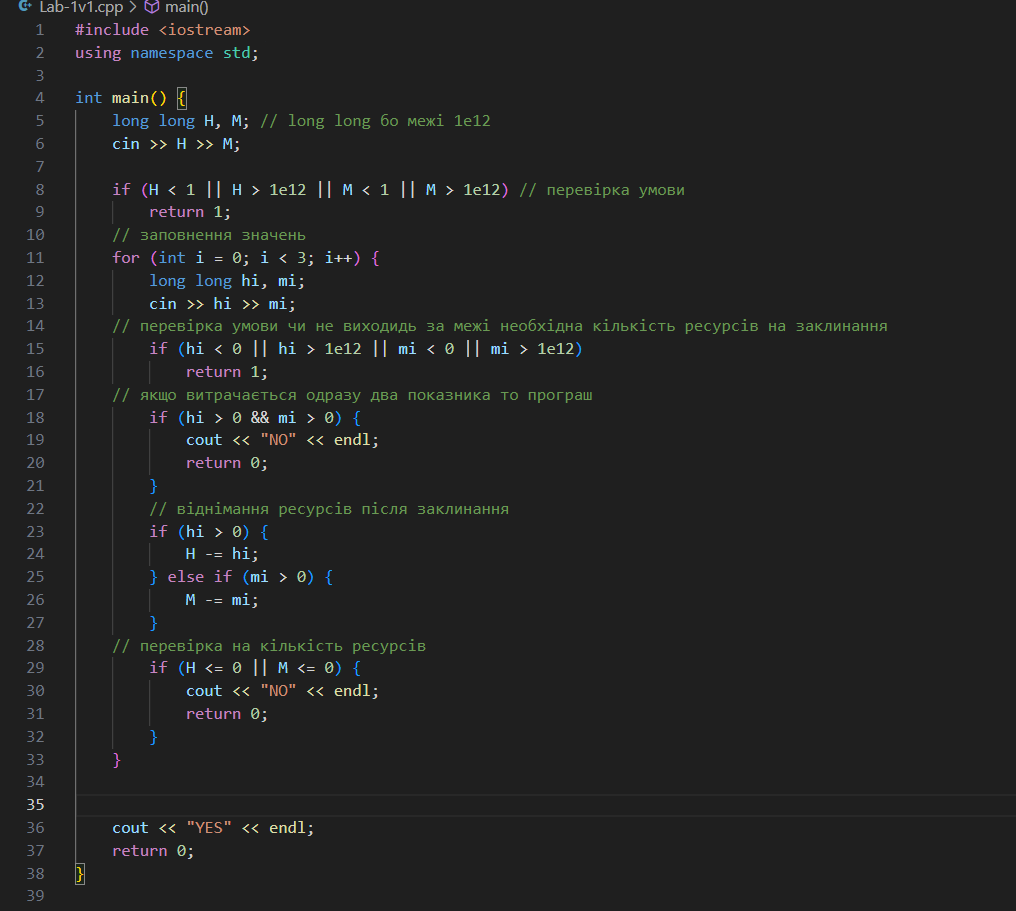 Lab-1v1.cpp > main()
1 #include <iostream>
2 using namespace std;
3
4 int main() {
5 long long H, M; // long long бо межі 1e12
6 cin >> H >> M;
7
8 if (H < 1 || H > 1e12 || M < 1 || M > 1e12) // перевірка умови
9 return 1;
10 // заповнення значень
11 for (int i = 0; i < 3; i++) {
12 long long hi, mi;
13 cin >> hi >> mi;
14 // перевірка умови чи не виходидь за межі необхідна кількість ресурсів на заклинання
15 if (hi < 0 || hi > 1e12 || mi < 0 || mi > 1e12)
16 return 1;
17 // якщо витрачається одразу два показника то програш
18 if (hi > 0 && mi > 0) {
19 cout << "NO" << endl;
20 return 0;
21 }
22 // віднімання ресурсів після заклинання
23 if (hi > 0) {
24 H -= hi;
25 } else if (mi > 0) {
26 M -= mi;
27 }
28 // перевірка на кількість ресурсів
29 if (H <= 0 || M <= 0) {
30 cout << "NO" << endl;
31 return 0;
32 }
33 }
34
35
36 cout << "YES" << endl;
37 return 0;
38 }
39